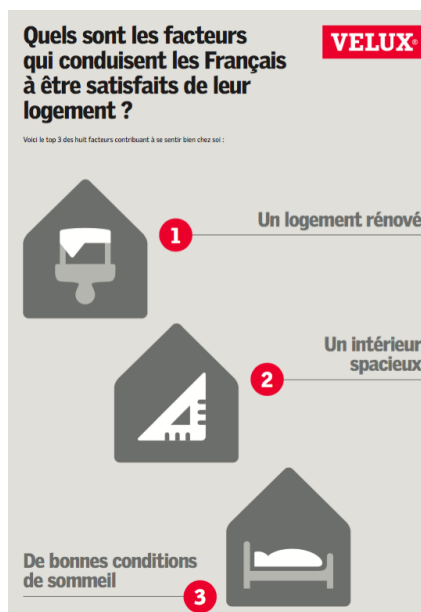 Quels sont les facteurs
qui conduisent les Français
à être satisfaits de leur
logement ?
VELUX®
Voici le top 3 des huit facteurs contribuant à se sentir bien chez soi :
1
Un logement rénové
Un intérieur
spacieux
2
De bonnes conditions
de sommeil
3